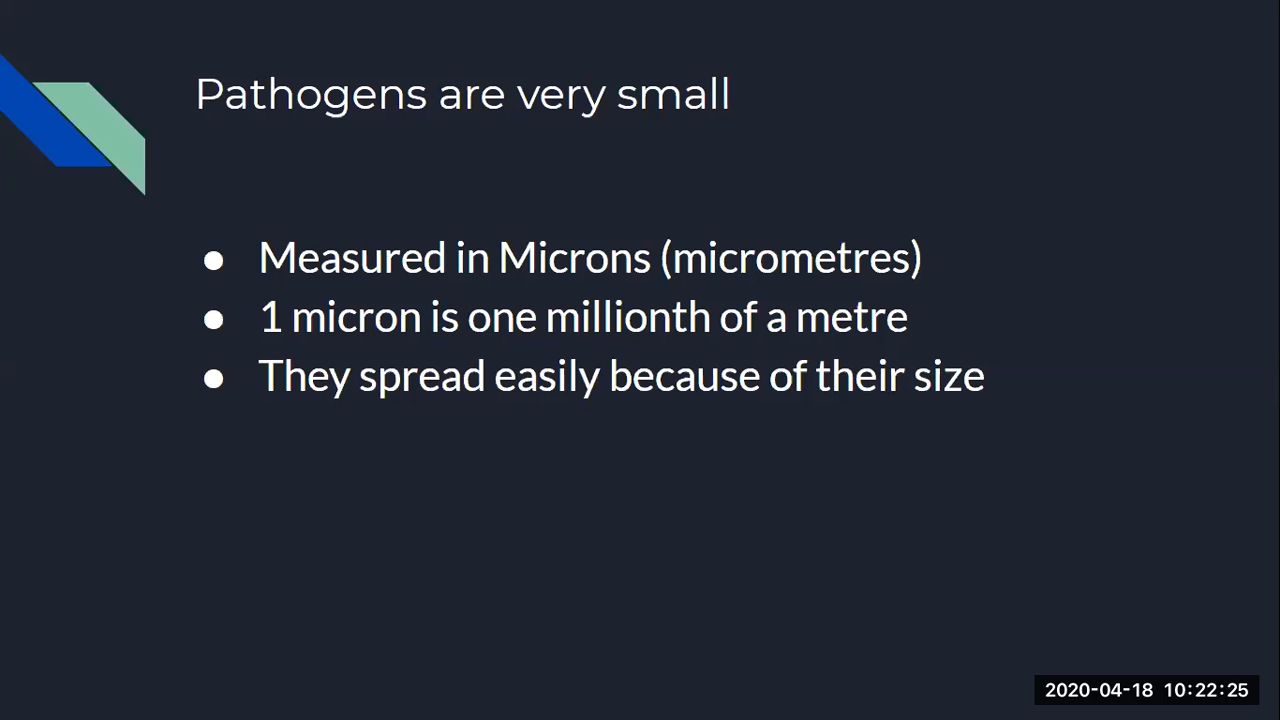 Pathogens are very small
● Measured in Microns (micrometres)
● 1 micron is one millionth of a metre
● They spread easily because of their size
2020-04-18 10:22:25